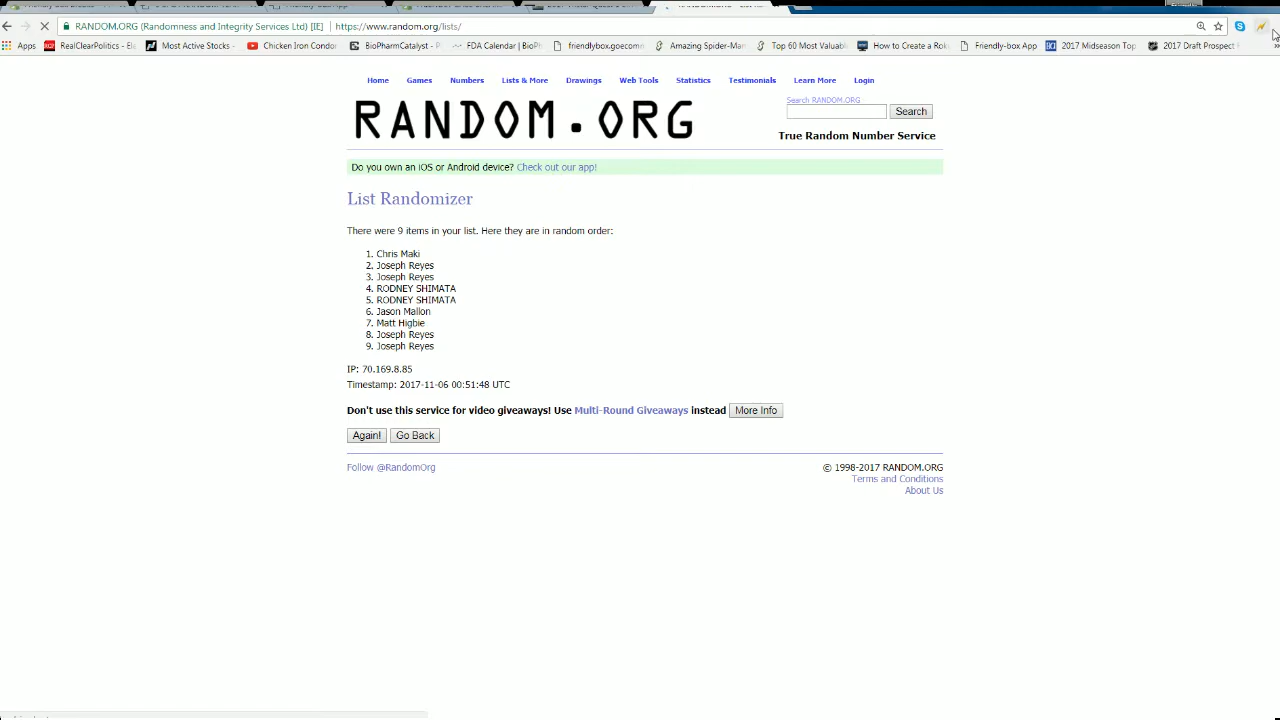 RANDOM.ORG (Randomness and Integrity Services Ltd) [IE] https://www.random.org/lists/
Apps RealClearPolitics - Ele Most Active Stocks - Chicken Iron condor BioPharmCatalyst - P FDA Calendar | BioPh friendlybox.gocomm Amazing Under-Mar Top 60 Most Valuabl How to Create a Rok Friendly-box App 2017 Midseason Top 2017 Draft Prospect
Home Games Numbers Lists & More Drawings Web Tools Statistics Testimonials Learn More Login
RANDOM.ORG
Search RANDOM.ORG
Search
True Random Number Service
Do you own an iOS or Android device? Check out our app!
List Randomizer
There were 9 items in your list. Here they are in random order:
1. Chris Maki
2. Joseph Reyes
3. Joseph Reyes
4. RODNEY SHIMATA
5. RODNEY SHIMATA
6. Jason Mallon
7. Matt Higbie
8. Joseph Reyes
9. Joseph Reyes
IP: 70.169.8.85
Timestamp: 2017-11-06 00:51:48 UTC
Don't use this service for video giveaways! Use Multi-Round Giveaways instead More Info
Again! Go Back
Follow @RandomOrg
© 1998-2017 RANDOM.ORG
Terms and Conditions
About Us